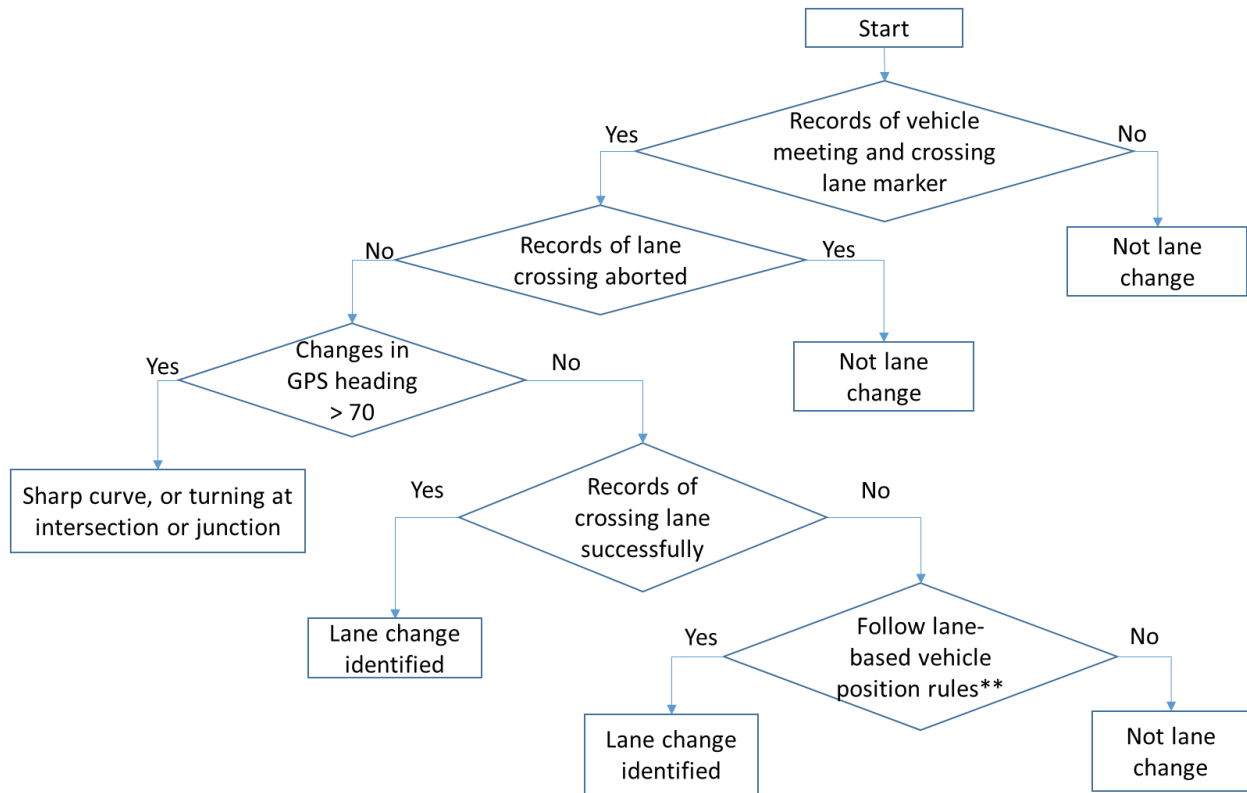 Start
Yes
Records of vehicle
meeting and crossing
lane marker
No
Not lane
change
No
Records of lane
crossing aborted
Yes
Not lane
change
Yes
Changes in
GPS heading
> 70
No
Sharp curve, or turning at
intersection or junction
Yes
Records of
crossing lane
successfully
No
Lane change
identified
Yes
Follow lane-
based vehicle
position rules**
No
Lane change
identified
Not lane
change